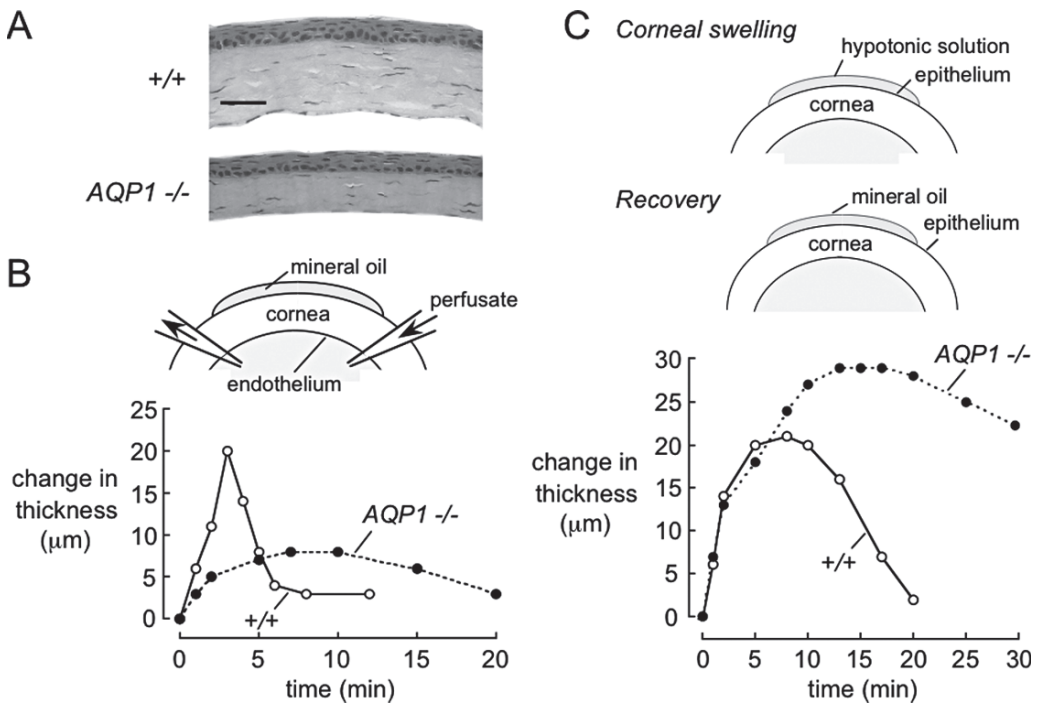 A
+/+
AQP1 -/-
B
mineral oil
perfusate
cornea
endothelium
25
20
15
10
5
0
change in
thickness
(μm)
AQP1 -/-
+/+
0 5 10 15 20
time (min)
C
Corneal swelling
hypotonic solution
epithelium
cornea
Recovery
mineral oil
epithelium
cornea
30
25
20
15
10
5
0
change in
thickness
(μm)
AQP1 -/-
+/+
0 5 10 15 20 25 30
time (min)